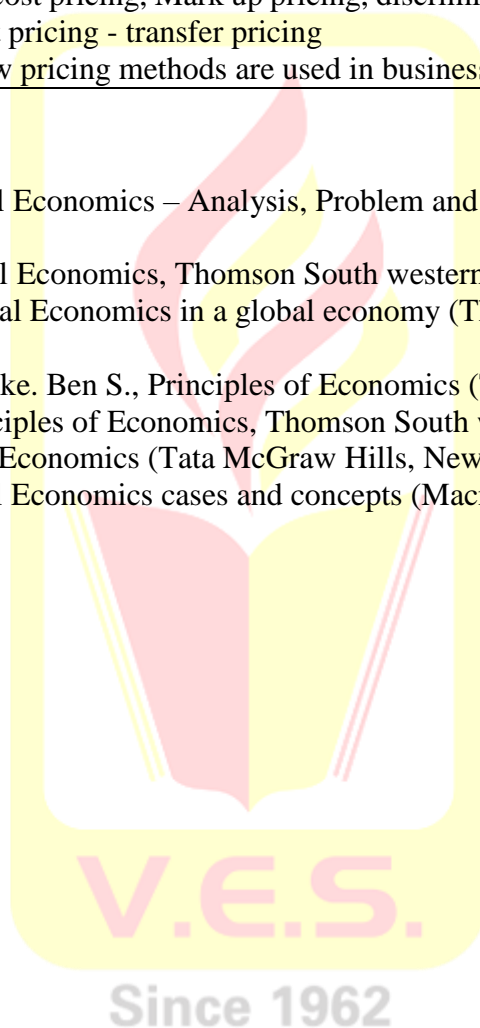 cost pricing, Mark up pricing, discrimi
pricing - transfer pricing
w pricing methods are used in business
l Economics – Analysis, Problem and
l Economics, Thomson South western
al Economics in a global economy (T
ke. Ben S., Principles of Economics (
ciples of Economics, Thomson South
Economics (Tata McGraw Hills, New
l Economics cases and concepts (Mac
V.E.S.
Since 1962